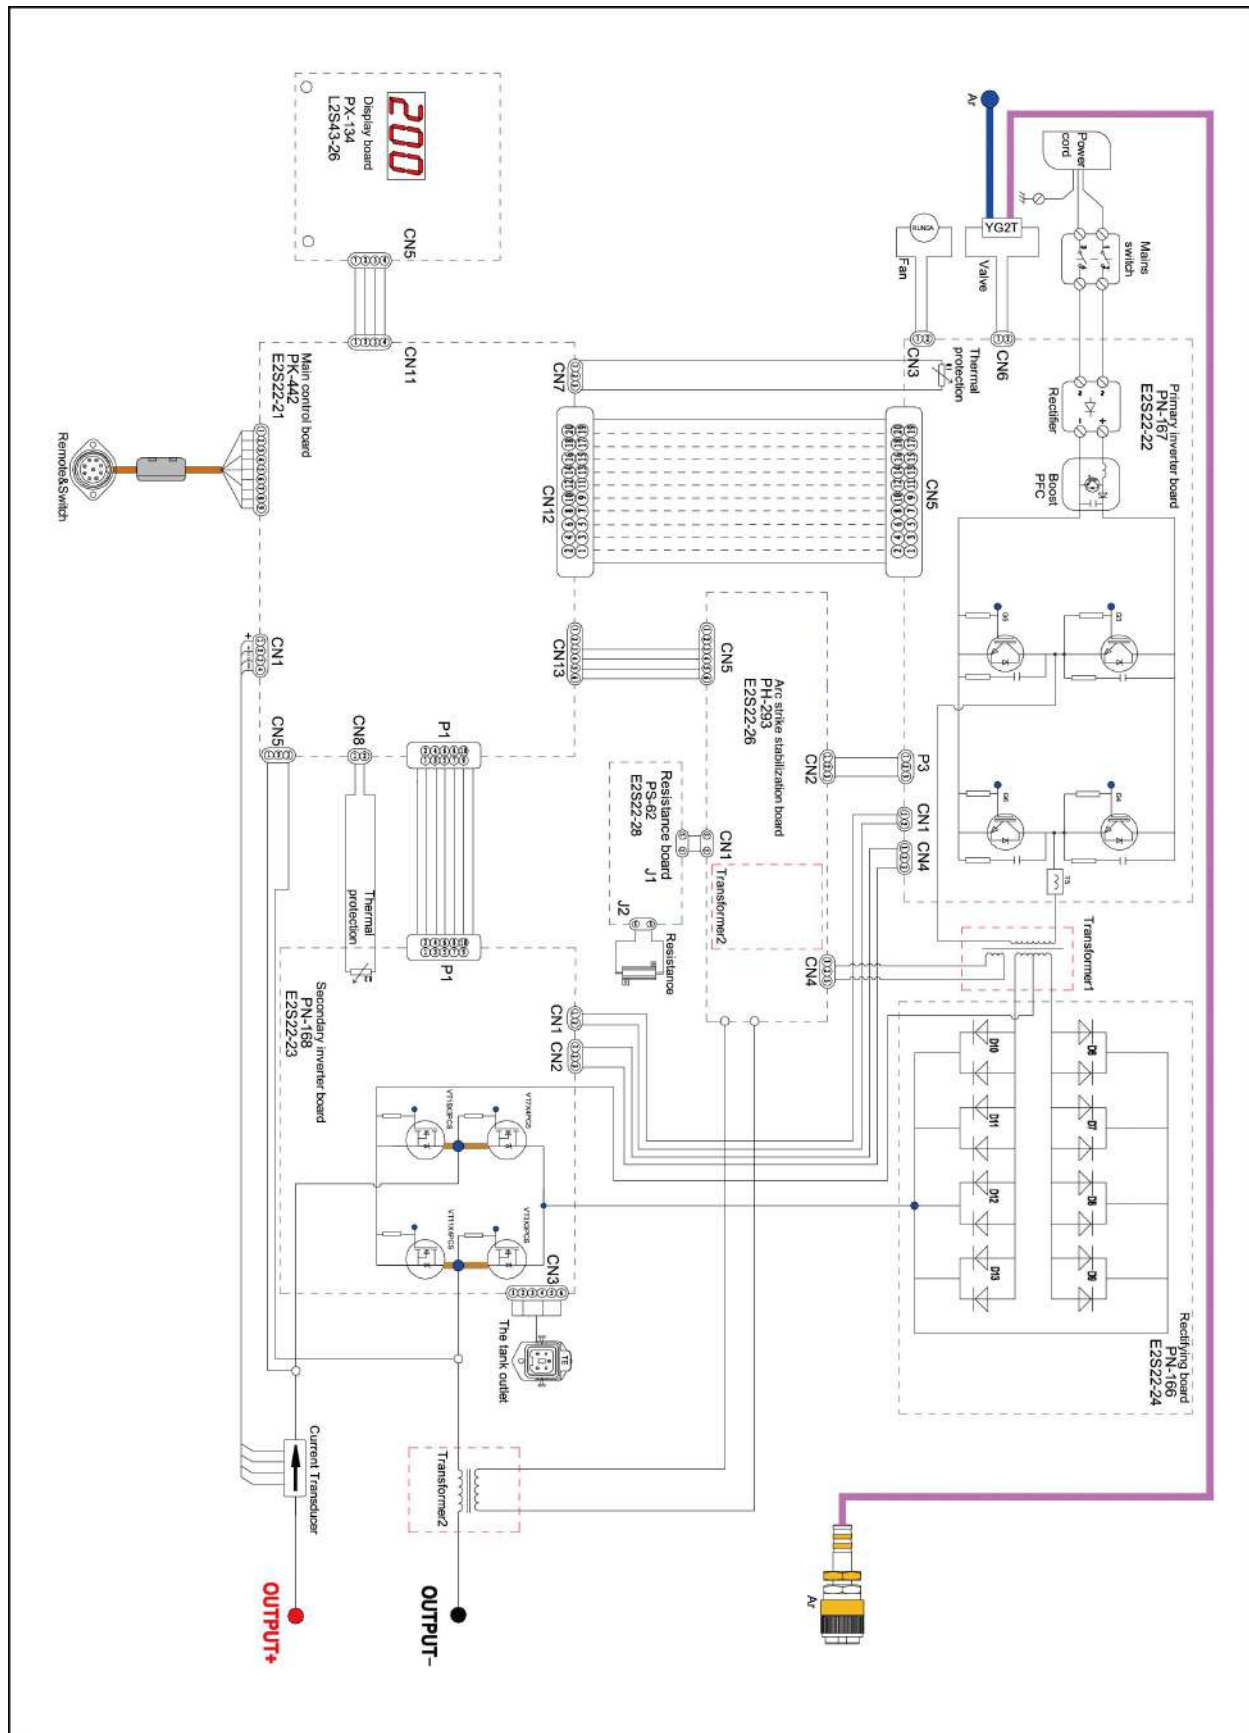 Display board
PX-134
L2S43-26
200
CN5
CN11
Main control board
PK-442
E2S22-21
Remote&Switch
CN1
CN5
CN8
P1
CN7
CN12
CN13
Ar
Power
cord
Mains
switch
YG2T
Valve
Fan
CN3
CN6
Thermal
protection
Primary inverter board
PN-167
E2S22-22
Rectifier
Boost
PFC
CN5
CN5
Arc strike stabilization board
PH-293
E2S22-26
CN2
P3
CN1
CN4
Resistance board
PS-62
E2S22-28
J1
J2
CN1
Transformer2
Resistance
CN4
Transformer1
Thermal
protection
P1
Secondary inverter board
PN-168
E2S22-23
CN1
CN2
D10
D11
D12
D13
D6
D7
D8
D9
Rectifying board
PN-166
E2S22-24
CN3
The tank outlet
TE
Current Transducer
Transformer2
OUTPUT+
OUTPUT-
Ar